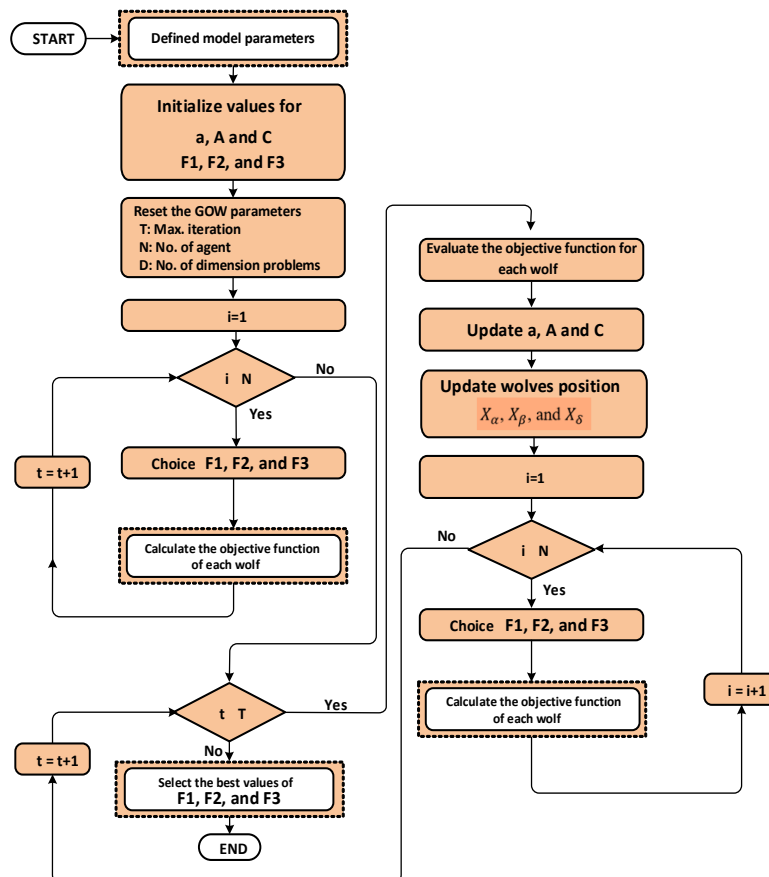 START
Defined model parameters
Initialize values for
a, A and C
F1, F2, and F3
Reset the GOW parameters
T: Max. iteration
N: No. of agent
D: No. of dimension problems
i=1
i N
No
Yes
t = t+1
Choice F1, F2, and F3
Calculate the objective function
of each wolf
t T
Yes
No
t = t+1
Select the best values of
F1, F2, and F3
END
Evaluate the objective function for
each wolf
Update a, A and C
Update wolves position
Xα, Xβ, and Xδ
i=1
No
i N
Yes
Choice F1, F2, and F3
Calculate the objective function
of each wolf
i = i+1